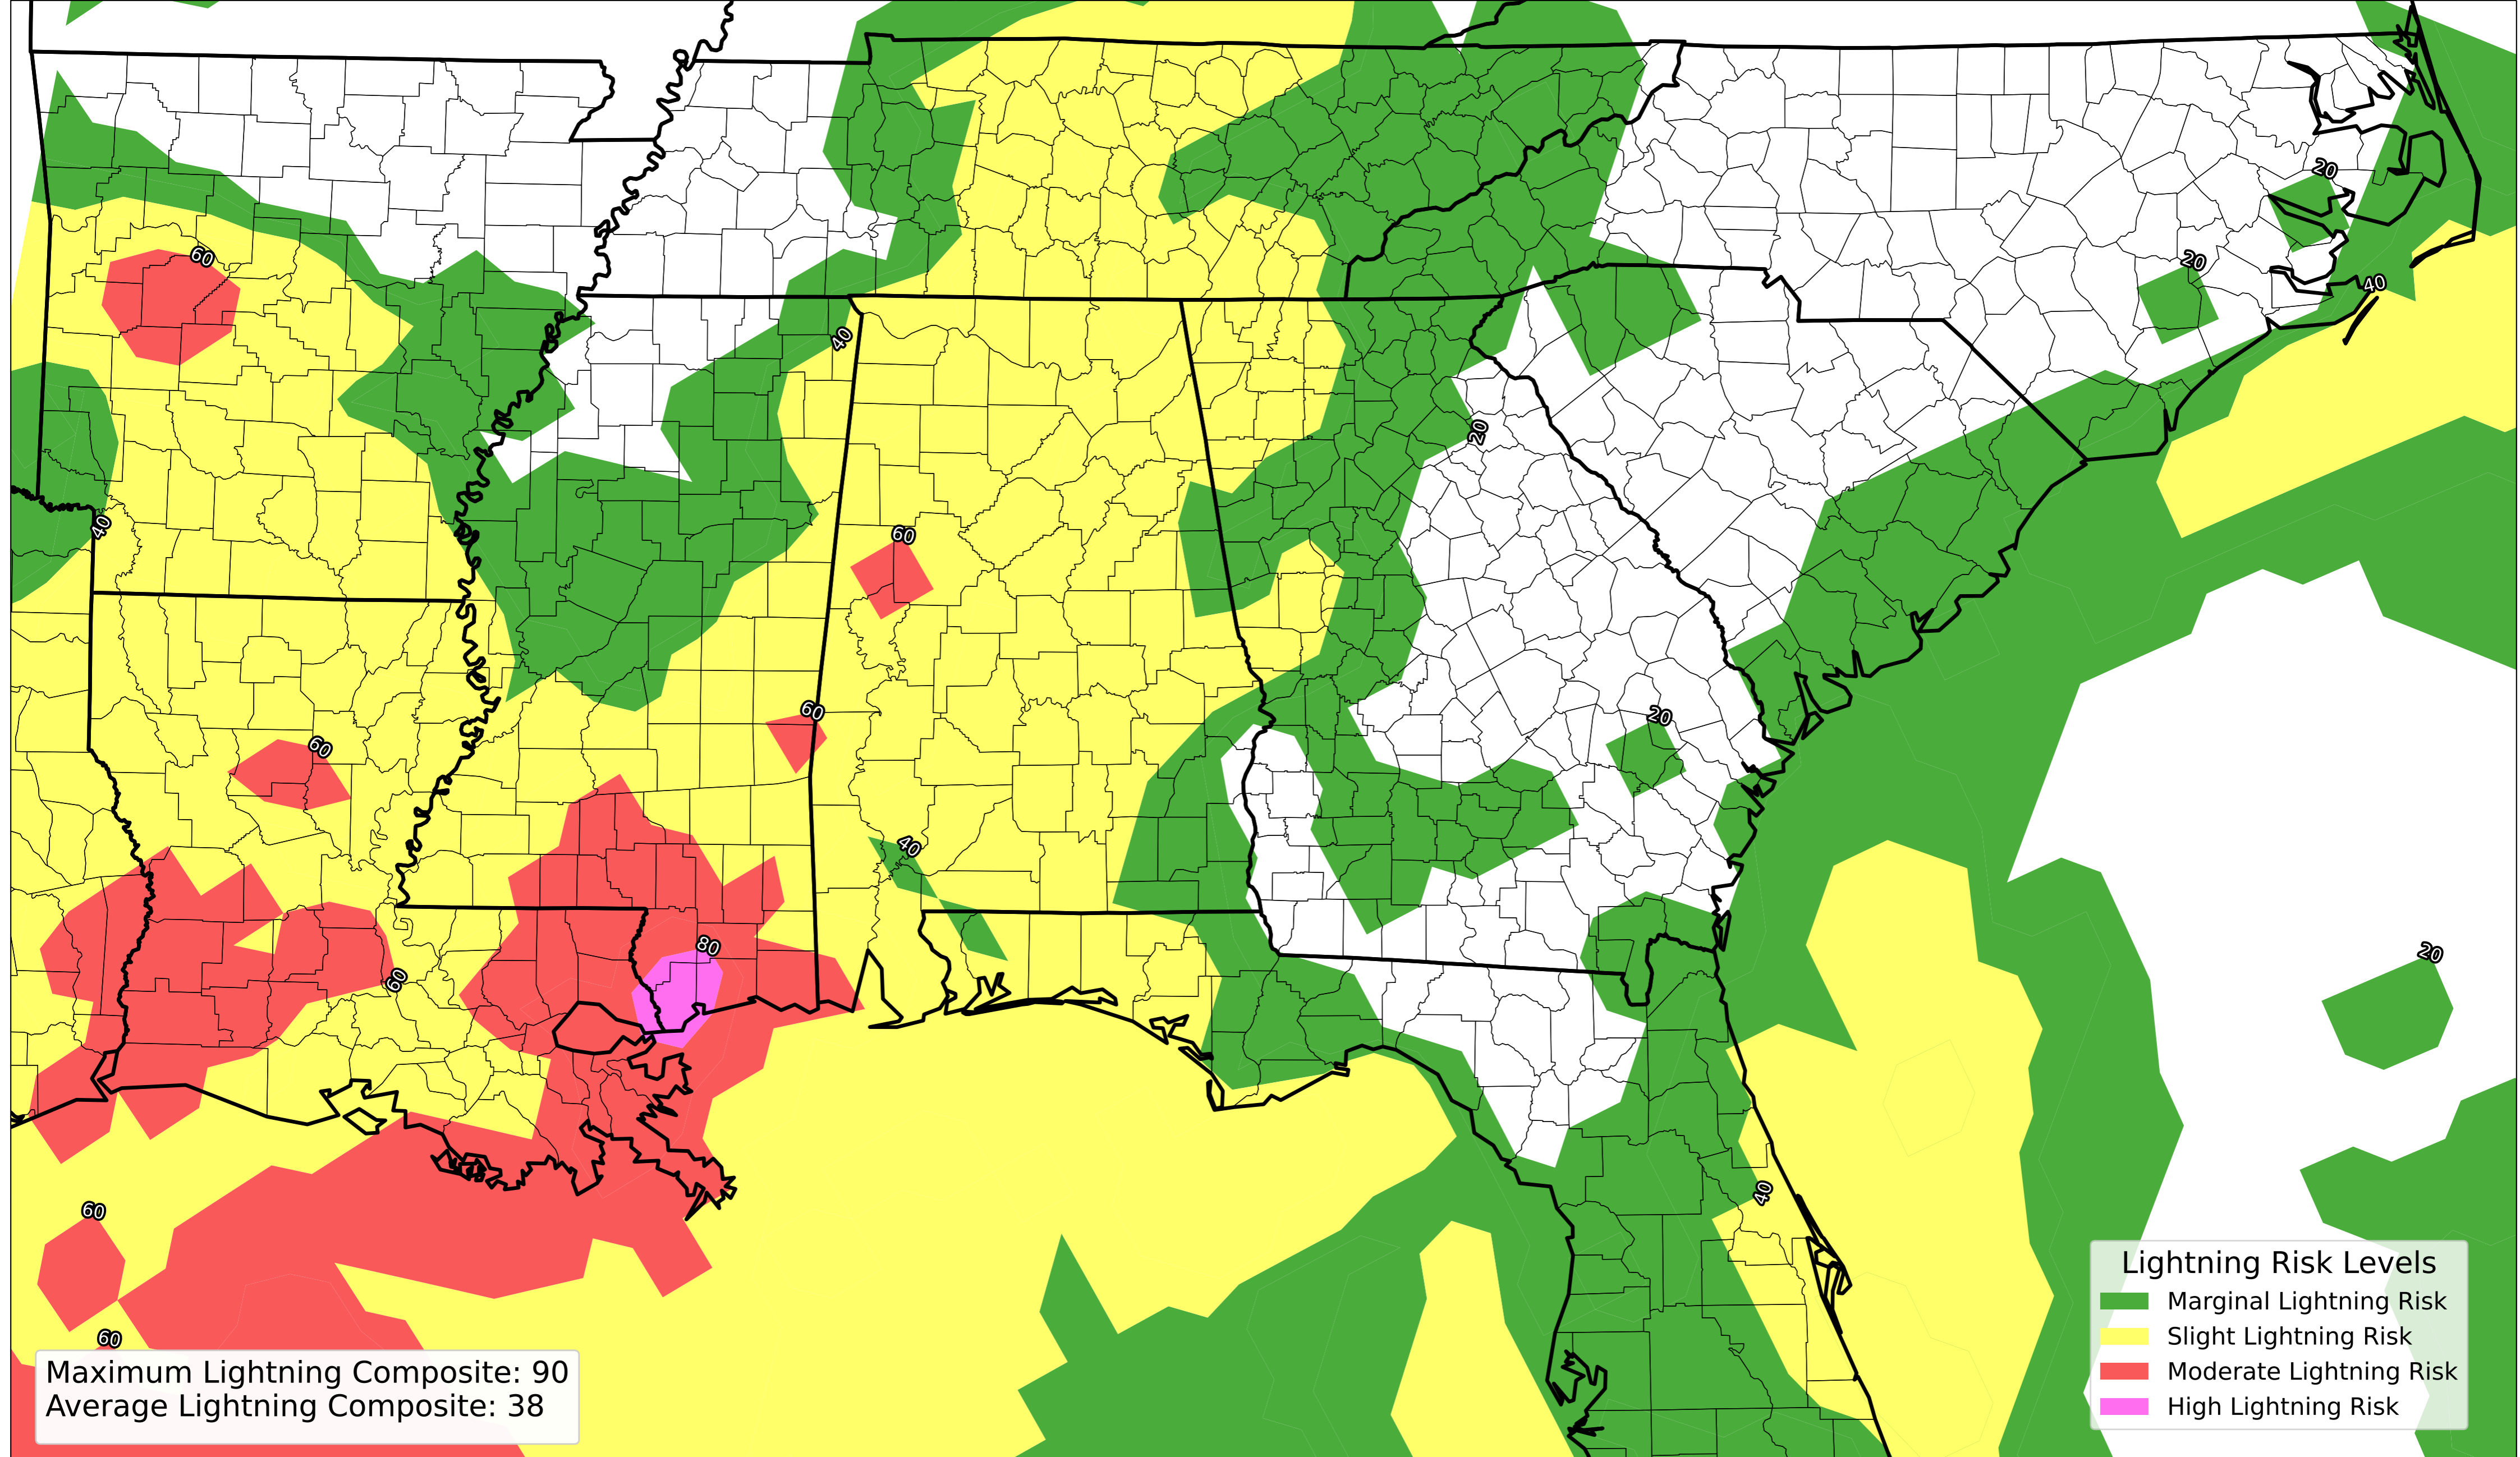 20
60
20
40
40
20
40
60
60
20
60
40
80
20
60
40
60
60
Lightning Risk Levels
Marginal Lightning Risk
Slight Lightning Risk
Moderate Lightning Risk
High Lightning Risk
Maximum Lightning Composite: 90
Average Lightning Composite: 38